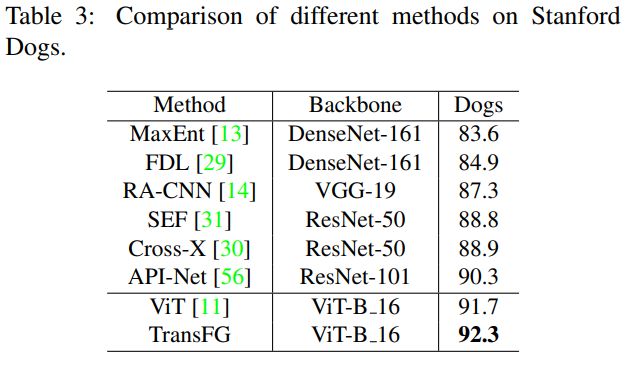 Table 3: Comparison of different methods on Stanford
Dogs.
Method Backbone Dogs
MaxEnt [13] DenseNet-161 83.6
FDL [29] DenseNet-161 84.9
RA-CNN [14] VGG-19 87.3
SEF [31] ResNet-50 88.8
Cross-X [30] ResNet-50 88.9
API-Net [56] ResNet-101 90.3
ViT [11] ViT-B_16 91.7
TransFG ViT-B_16 92.3